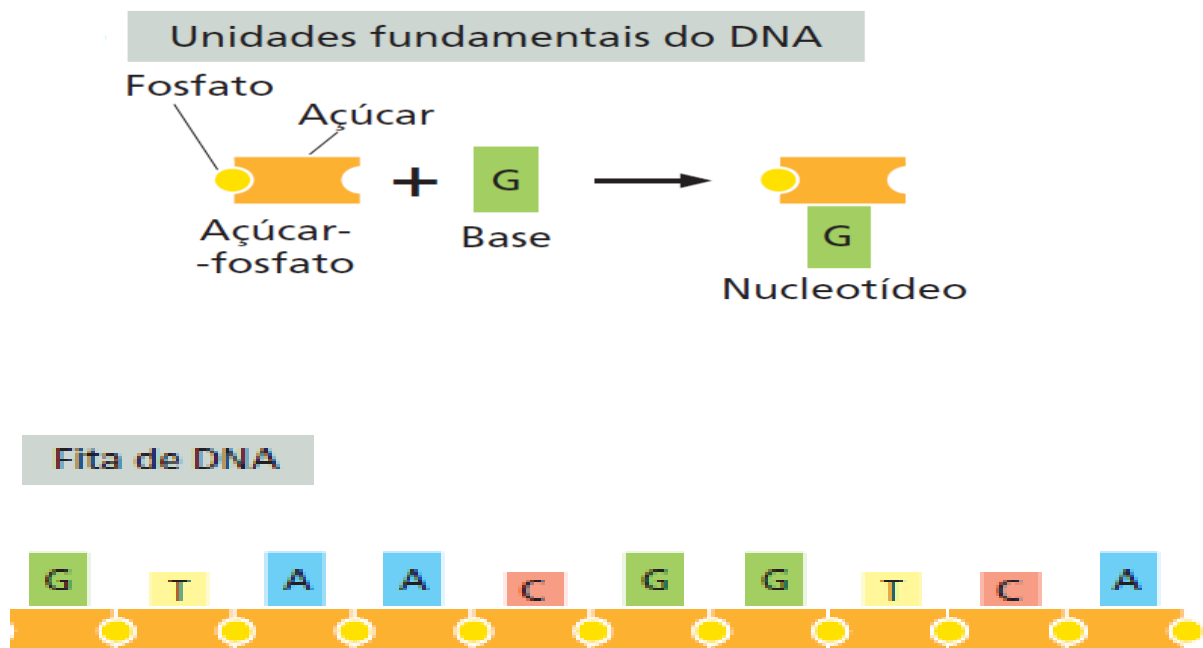 Unidades fundamentais do DNA
Fosfato
Açúcar
G
G
Açúcar-
-fosfato
Base
Nucleotídeo
Fita de DNA
G T A A C G G T C A